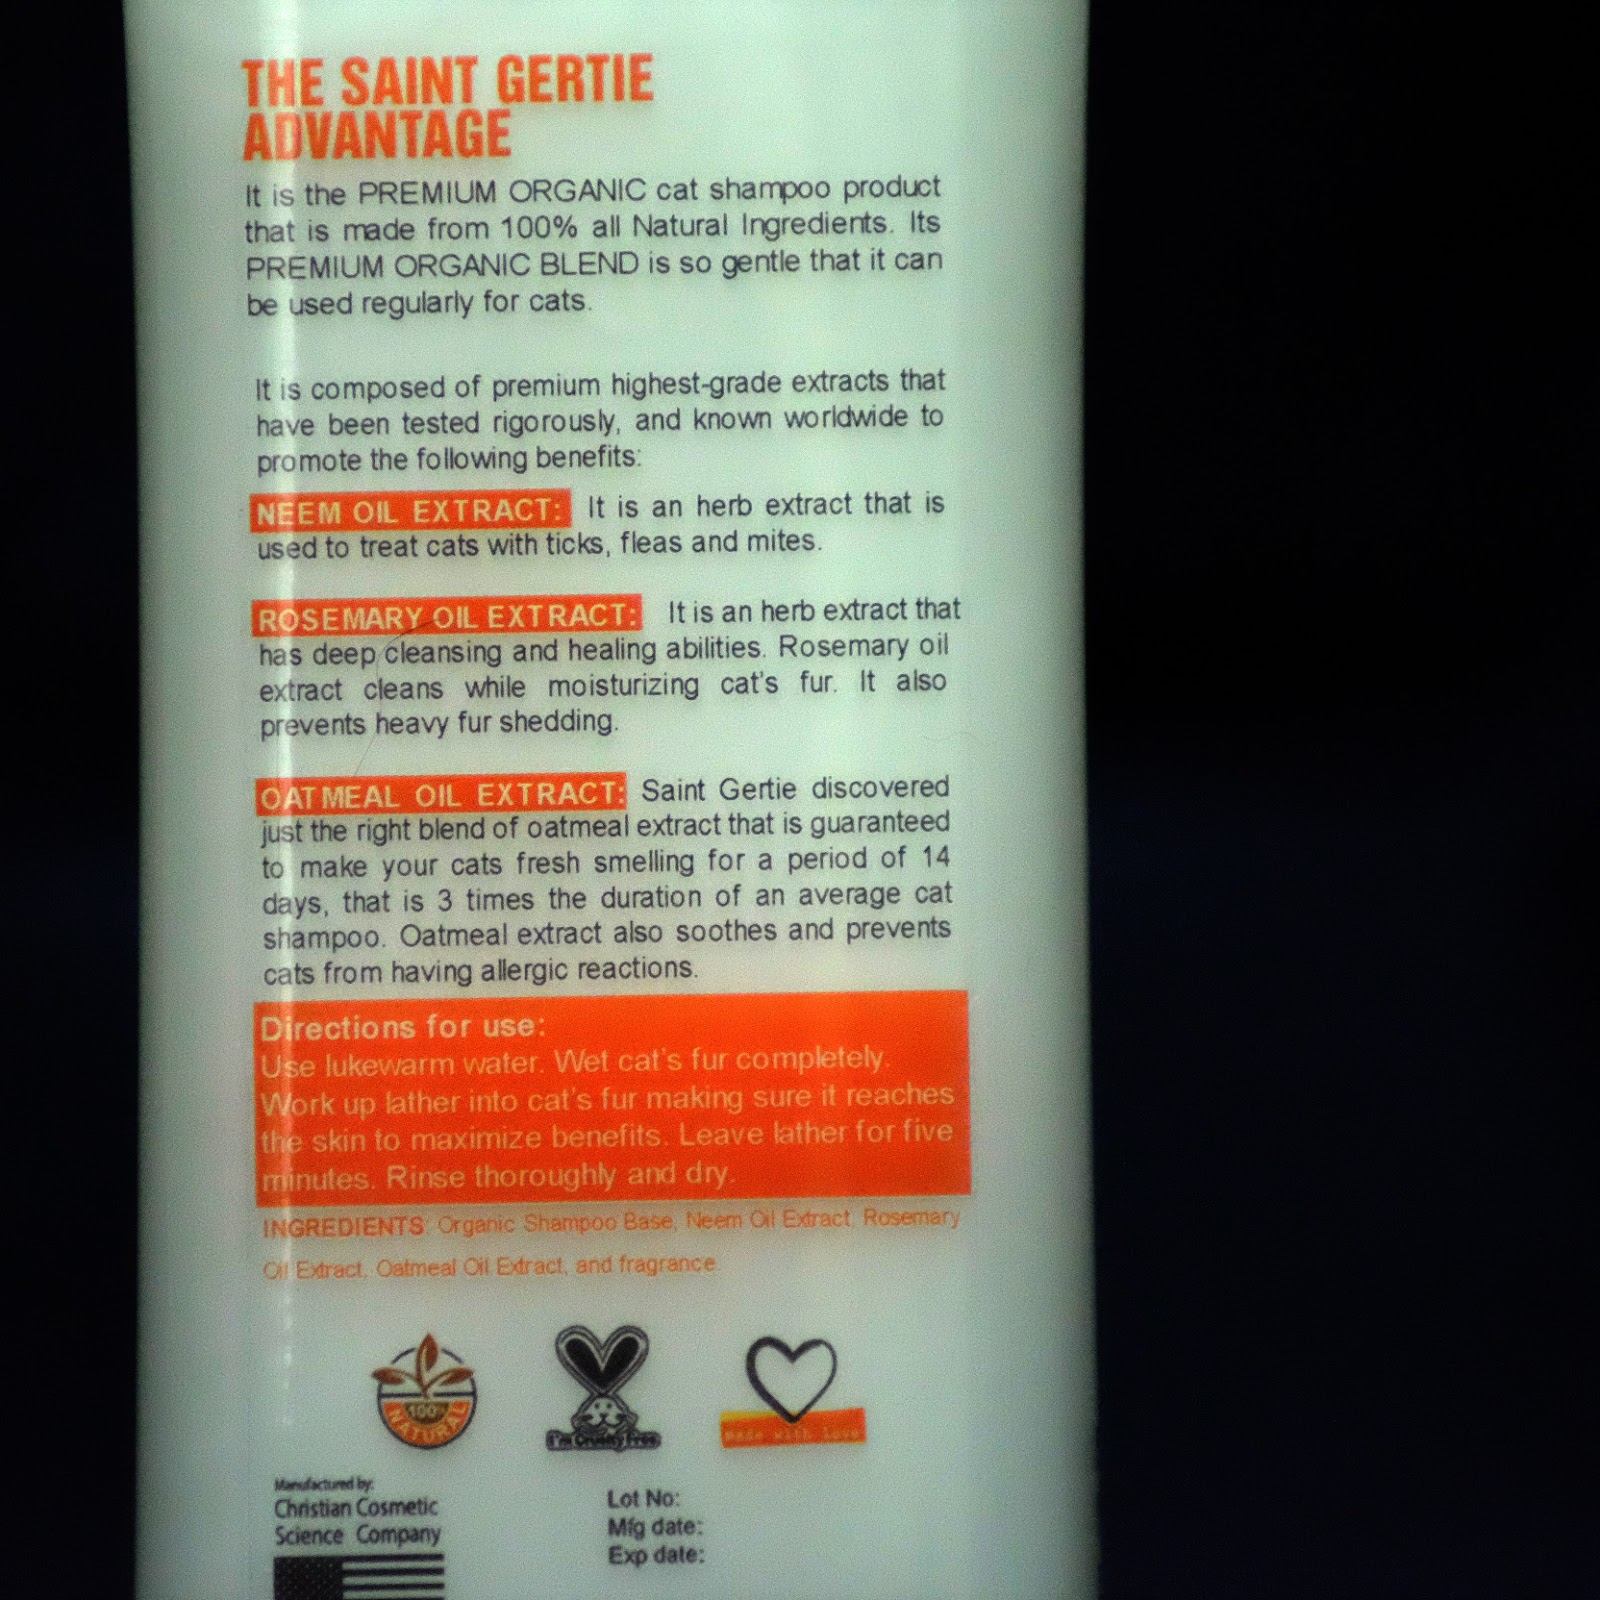 THE SAINT GERTIE
ADVANTAGE
It is the PREMIUM ORGANIC cat shampoo product
that is made from 100% all Natural Ingredients. Its
PREMIUM ORGANIC BLEND is so gentle that it can
be used regularly for cats.
It is composed of premium highest-grade extracts that
have been tested rigorously, and known worldwide to
promote the following benefits:
NEEM OIL EXTRACT: It is an herb extract that is
used to treat cats with ticks, fleas and mites.
ROSEMARY OIL EXTRACT: It is an herb extract that
has deep cleansing and healing abilities. Rosemary oil
extract cleans while moisturizing cat's fur. It also
prevents heavy fur shedding.
OATMEAL OIL EXTRACT: Saint Gertie discovered
just the right blend of oatmeal extract that is guaranteed
to make your cats fresh smelling for a period of 14
days, that is 3 times the duration of an average cat
shampoo. Oatmeal extract also soothes and prevents
cats from having allergic reactions.
Directions for use:
Use lukewarm water. Wet cat's fur completely.
Work up lather into cat's fur making sure it reaches
the skin to maximize benefits. Leave lather for five
minutes. Rinse thoroughly and dry.
INGREDIENTS: Organic Shampoo Base, Neem Oil Extract, Rosemary
Oil Extract, Oatmeal Oil Extract, and fragrance.
100%
NATURAL
I'm Cruelty Free
made with love
Manufactured by:
Christian Cosmetic
Science Company
Lot No:
Mfg date:
Exp date: